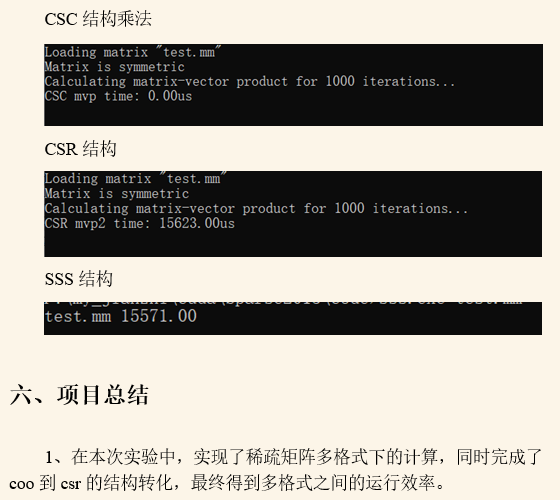 CSC 结构乘法
Loading matrix "test.mm"
Matrix is symmetric
Calculating matrix-vector product for 1000 iterations...
CSC mvp time: 0.00us
CSR 结构
Loading matrix "test.mm"
Matrix is symmetric
Calculating matrix-vector product for 1000 iterations...
CSR mvp2 time: 15623.00us
SSS 结构
test.mm 15571.00
六、项目总结
1、在本次实验中，实现了稀疏矩阵多格式下的计算，同时完成了
coo 到 csr 的结构转化，最终得到多格式之间的运行效率。